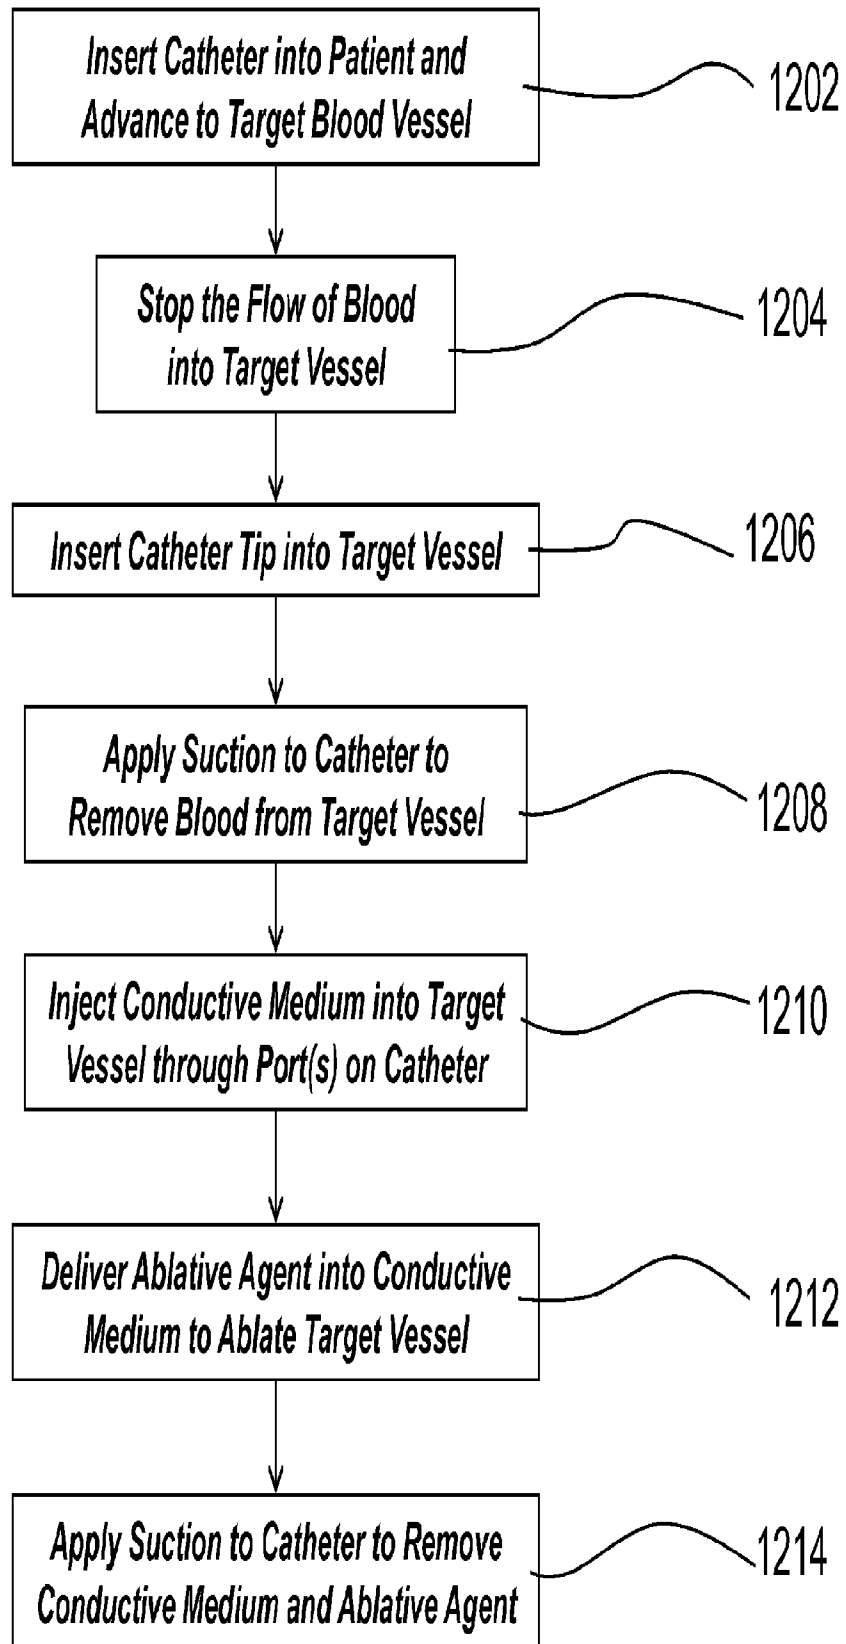 Insert Catheter into Patient and
Advance to Target Blood Vessel
1202
Stop the Flow of Blood
into Target Vessel
1204
Insert Catheter Tip into Target Vessel
1206
Apply Suction to Catheter to
Remove Blood from Target Vessel
1208
Inject Conductive Medium into Target
Vessel through Port(s) on Catheter
1210
Deliver Ablative Agent into Conductive
Medium to Ablate Target Vessel
1212
Apply Suction to Catheter to Remove
Conductive Medium and Ablative Agent
1214